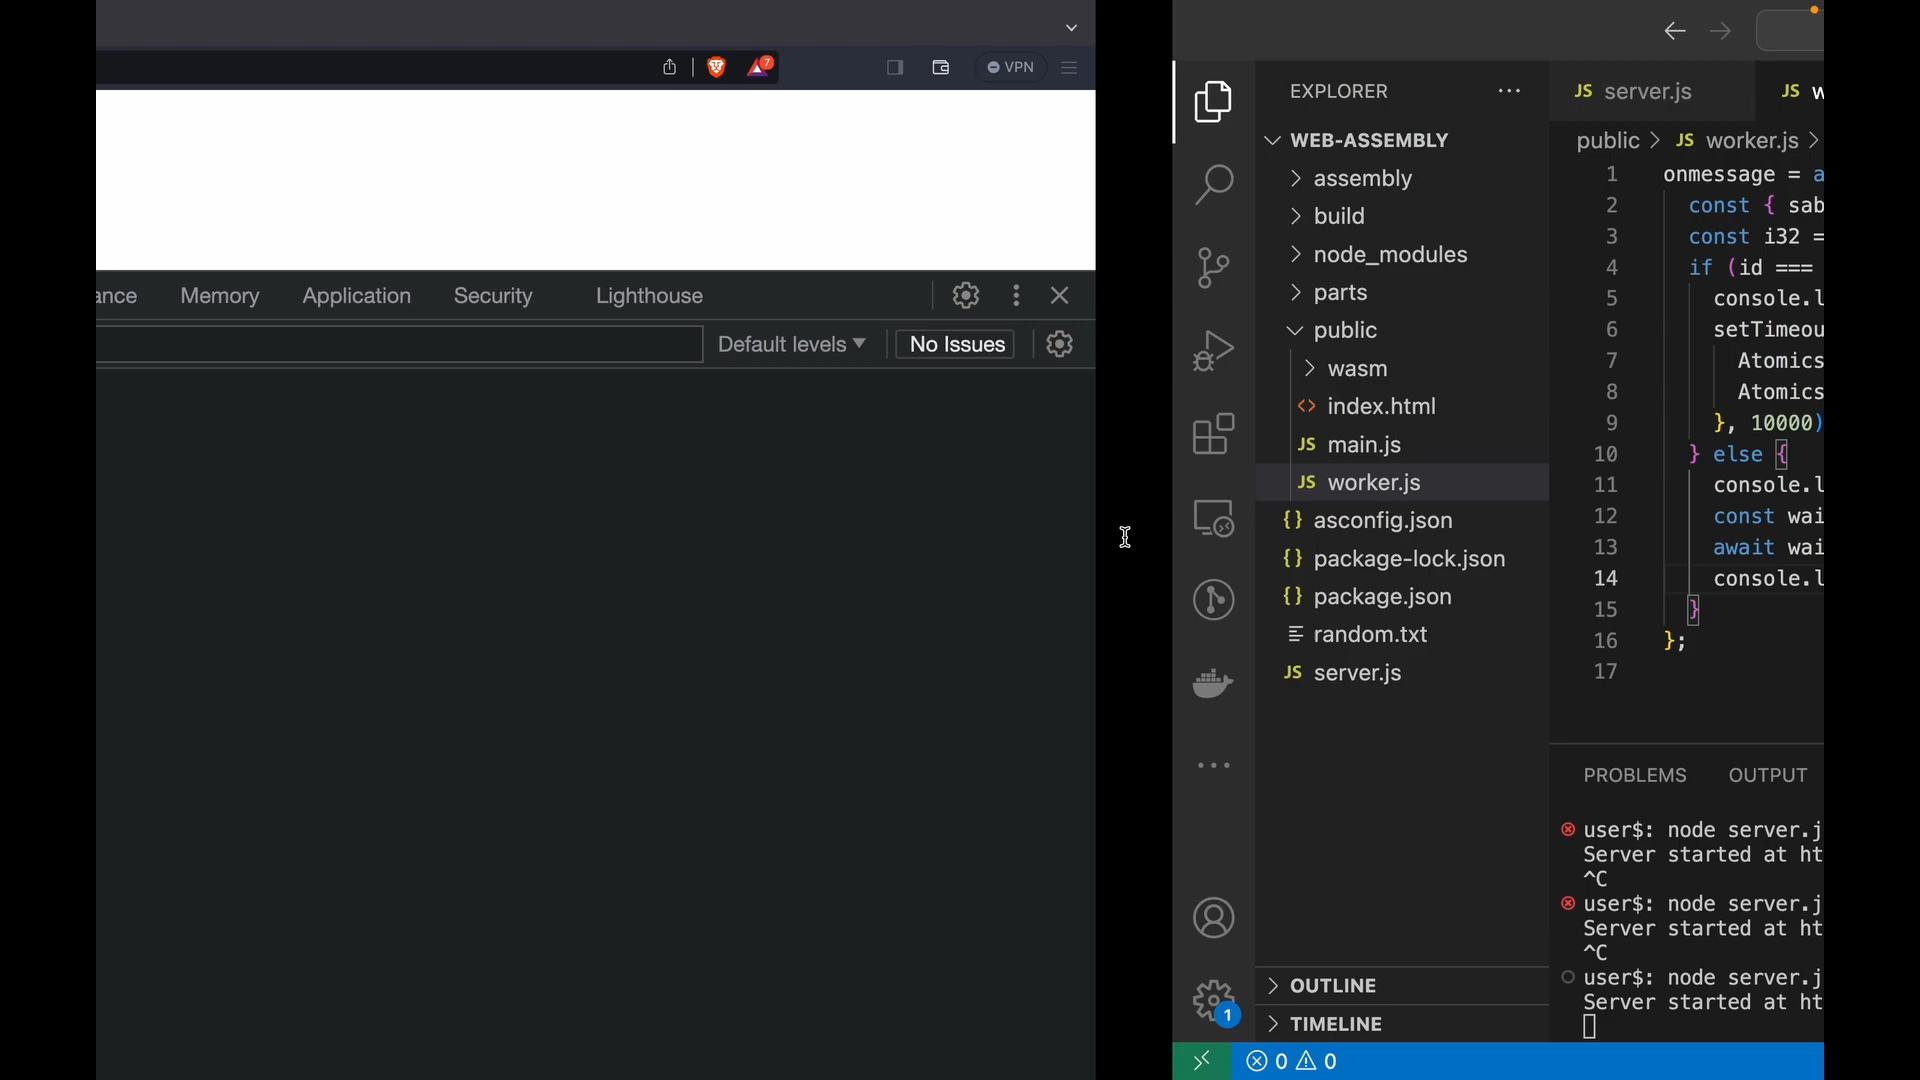 7
VPN
ance Memory Application Security Lighthouse
Default levels No Issues
EXPLORER
WEB-ASSEMBLY
assembly
build
node_modules
parts
public
wasm
index.html
JS main.js
JS worker.js
{} asconfig.json
{} package-lock.json
{} package.json
random.txt
JS server.js
OUTLINE
TIMELINE
1
JS server.js JS w
public > JS worker.js >
1 onmessage = a
2 const { sab
3 const i32 =
4 if (id ===
5 console.l
6 setTimeou
7 Atomics
8 Atomics
9 }, 10000)
10 } else {
11 console.l
12 const wai
13 await wai
14 console.l
15 }
16 };
17
PROBLEMS OUTPUT
user$: node server.j
Server started at ht
^C
user$: node server.j
Server started at ht
^C
user$: node server.j
Server started at ht
0 0